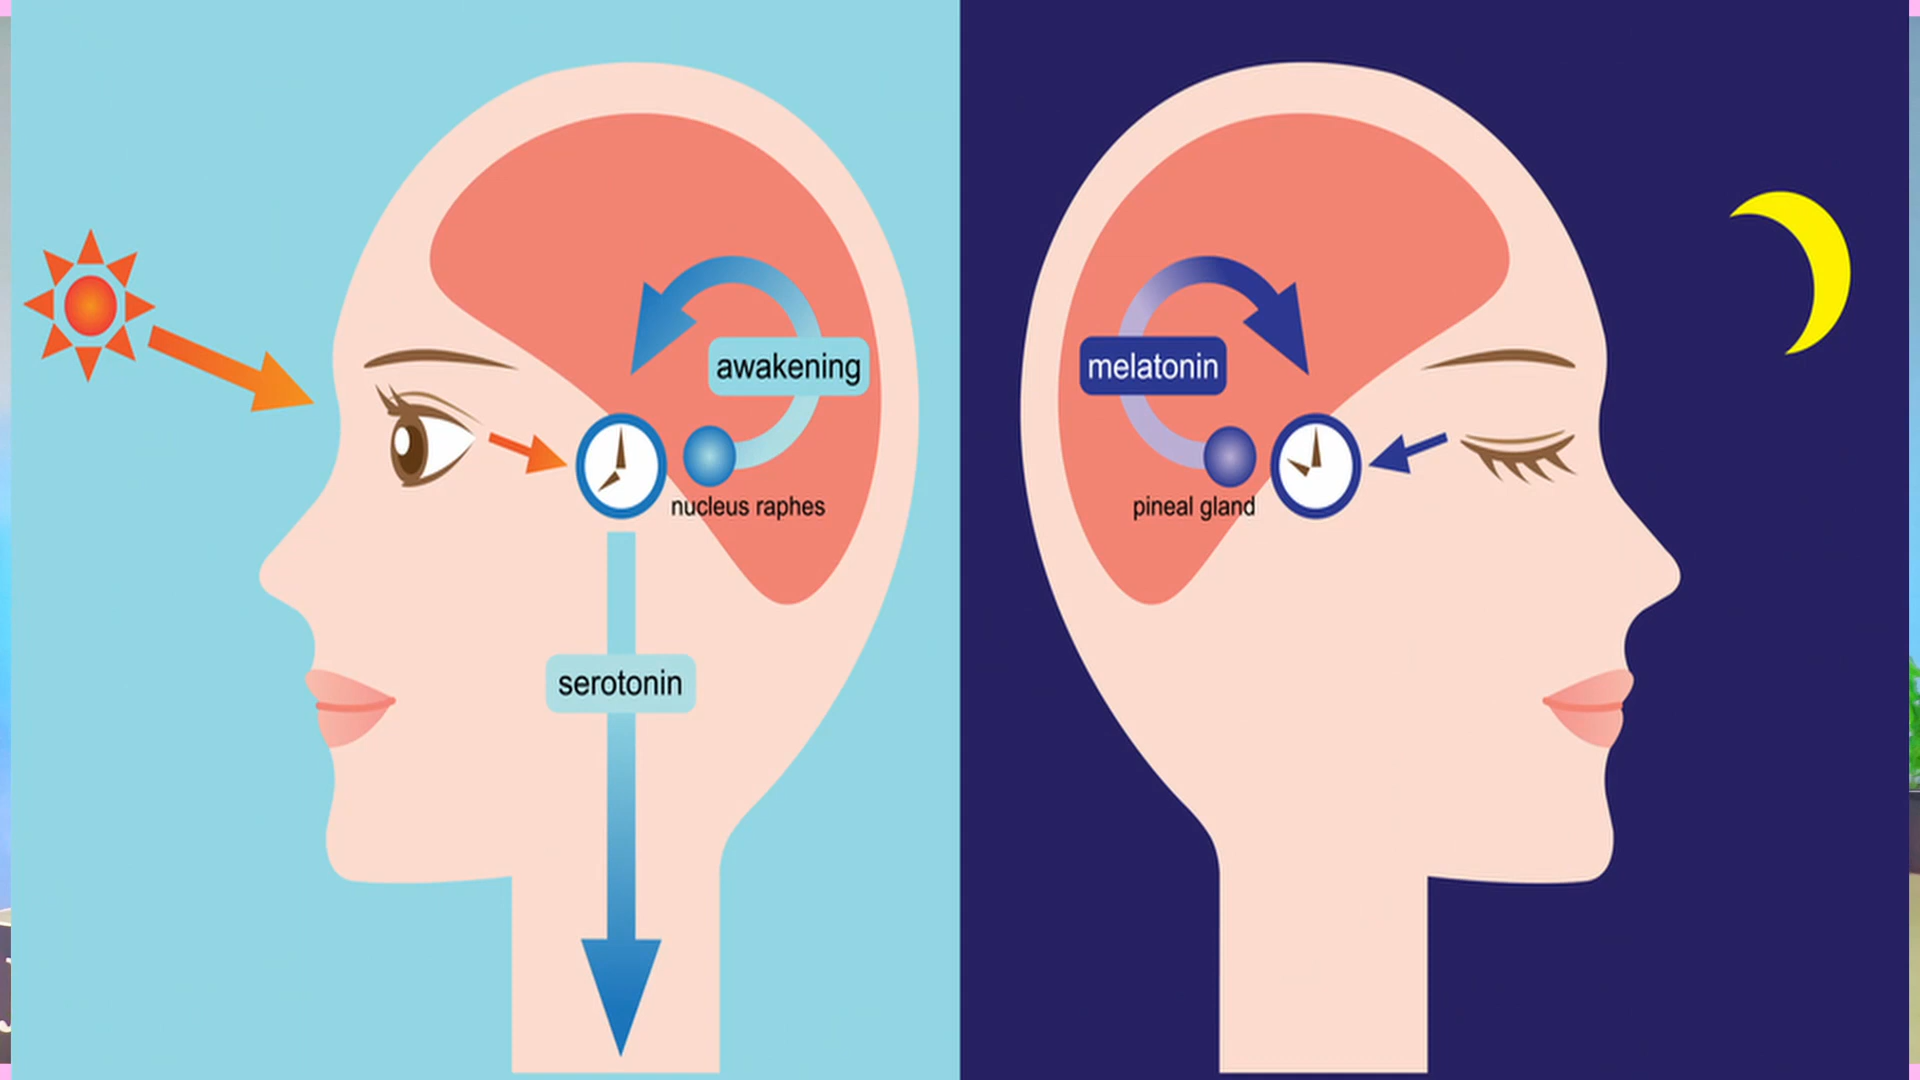 awakening
nucleus raphes
serotonin
melatonin
pineal gland